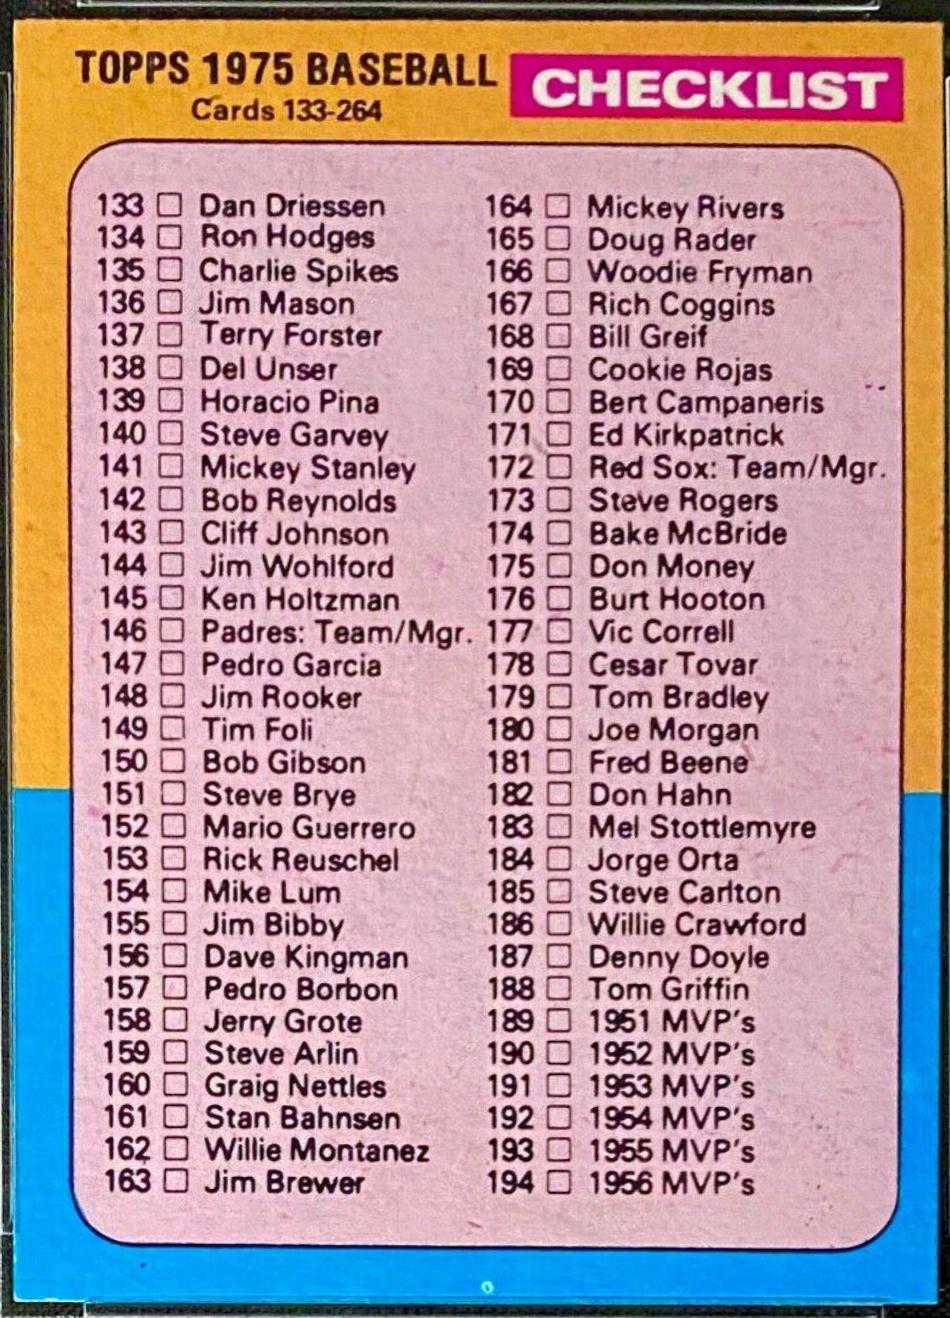 TOPPS 1975 BASEBALL CHECKLIST
Cards 133-264
133 Dan Driessen
134 Ron Hodges
135 Charlie Spikes
136 Jim Mason
137 Terry Forster
138 Del Unser
139 Horacio Pina
140 Steve Garvey
141 Mickey Stanley
142 Bob Reynolds
143 Cliff Johnson
144 Jim Wohlford
145 Ken Holtzman
146 Padres: Team/Mgr.
147 Pedro Garcia
148 Jim Rooker
149 Tim Foli
150 Bob Gibson
151 Steve Brye
152 Mario Guerrero
153 Rick Reuschel
154 Mike Lum
155 Jim Bibby
156 Dave Kingman
157 Pedro Borbon
158 Jerry Grote
159 Steve Arlin
160 Graig Nettles
161 Stan Bahnsen
162 Willie Montanez
163 Jim Brewer
164 Mickey Rivers
165 Doug Rader
166 Woodie Fryman
167 Rich Coggins
168 Bill Greif
169 Cookie Rojas
170 Bert Campaneris
171 Ed Kirkpatrick
172 Red Sox: Team/Mgr.
173 Steve Rogers
174 Bake McBride
175 Don Money
176 Burt Hooton
177 Vic Correll
178 Cesar Tovar
179 Tom Bradley
180 Joe Morgan
181 Fred Beene
182 Don Hahn
183 Mel Stottlemyre
184 Jorge Orta
185 Steve Carlton
186 Willie Crawford
187 Denny Doyle
188 Tom Griffin
189 1951 MVP's
190 1952 MVP's
191 1953 MVP's
192 1954 MVP's
193 1955 MVP's
194 1956 MVP's